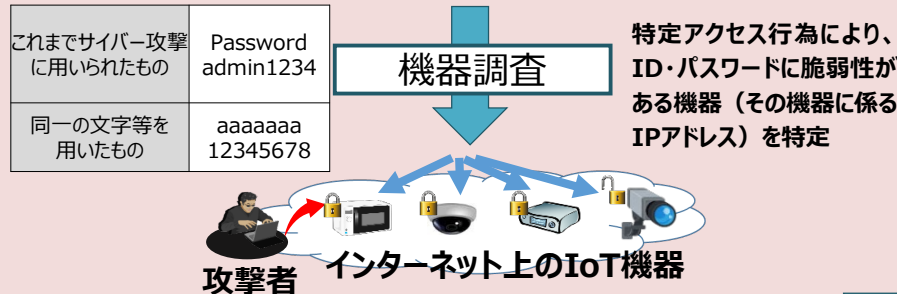 これまでサイバー攻撃
に用いられたもの
Password
admin1234
同一の文字等を
用いたもの
aaaaaaa
12345678
機器調査
特定アクセス行為により、
ID・パスワードに脆弱性が
ある機器（その機器に係る
IPアドレス）を特定
攻撃者
インターネット上のIoT機器